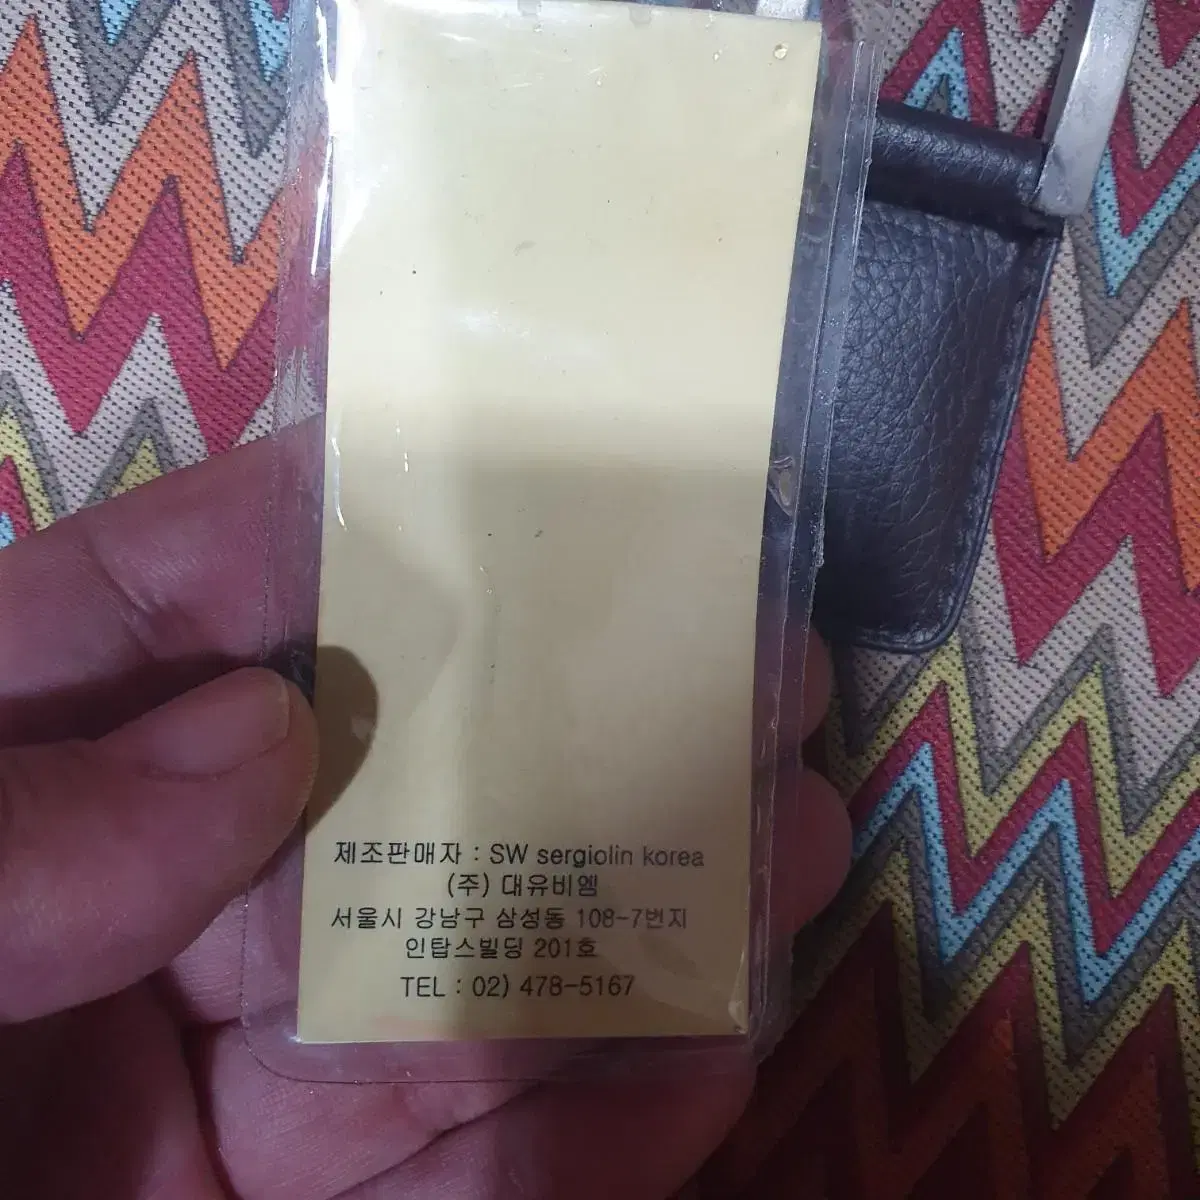 제조판매자 : SW sergiolin korea
(주) 대유비엠
서울시 강남구 삼성동 108-7번지
인탑스빌딩 201호
TEL : 02) 478-5167